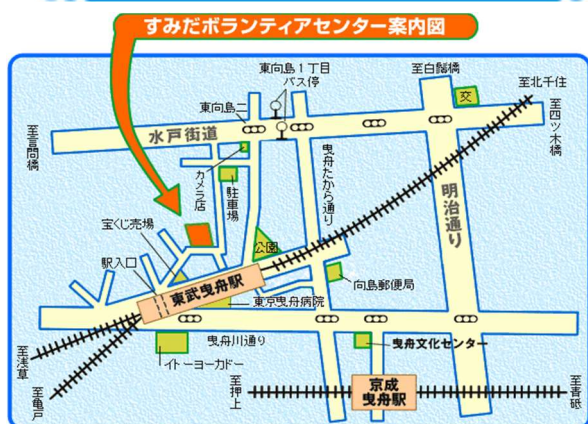 すみだボランティアセンター案内図
東向島1丁目
バス停
至白鬚橋
至北千住
交
東向島二
至四ツ木橋
水戸街道
至言問橋
カメラ店
駐車場
曳舟たから通り
明治通り
宝くじ売場
公園
駅入口
東武曳舟駅
向島郵便局
東京曳舟病院
曳舟川通り
曳舟文化センター
イトーヨーカドー
至浅草
至亀戸
至押上
京成
曳舟駅
至青砥